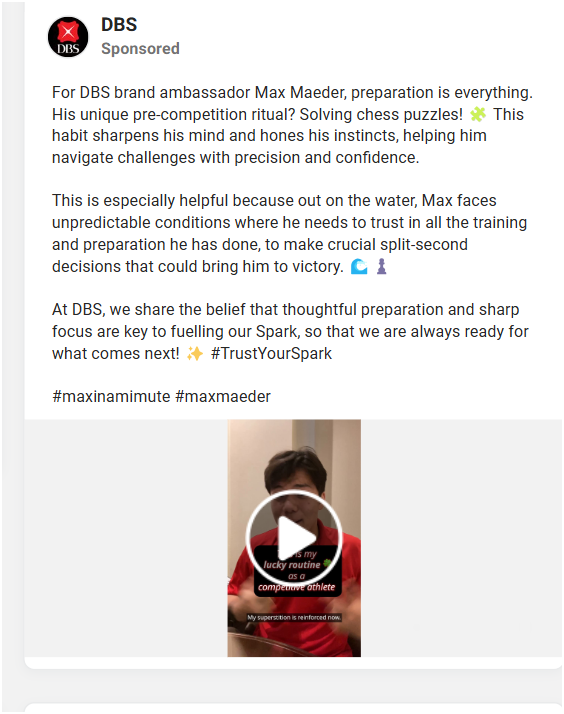 DBS
DBS
Sponsored
For DBS brand ambassador Max Maeder, preparation is everything.
His unique pre-competition ritual? Solving chess puzzles! 🧩 This
habit sharpens his mind and hones his instincts, helping him
navigate challenges with precision and confidence.
This is especially helpful because out on the water, Max faces
unpredictable conditions where he needs to trust in all the training
and preparation he has done, to make crucial split-second
decisions that could bring him to victory. 🌊 ♟
At DBS, we share the belief that thoughtful preparation and sharp
focus are key to fuelling our Spark, so that we are always ready for
what comes next! ✨ #TrustYourSpark
#maxinamimute #maxmaeder
is my
lucky routine 🍀
as a
competitive athlete
My superstition is reinforced now.